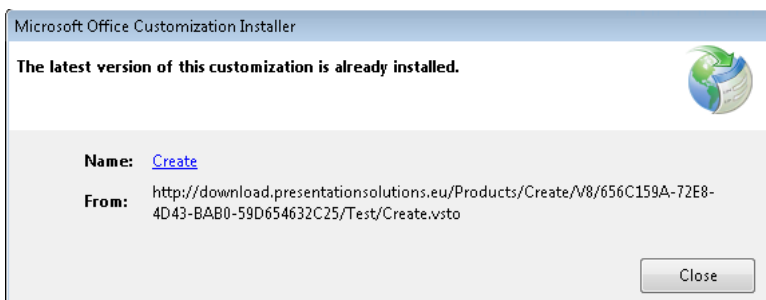 Microsoft Office Customization Installer
The latest version of this customization is already installed.
Name: Create
From: http://download.presentationsolutions.eu/Products/Create/V8/656C159A-72E8-
4D43-BAB0-59D654632C25/Test/Create.vsto
Close